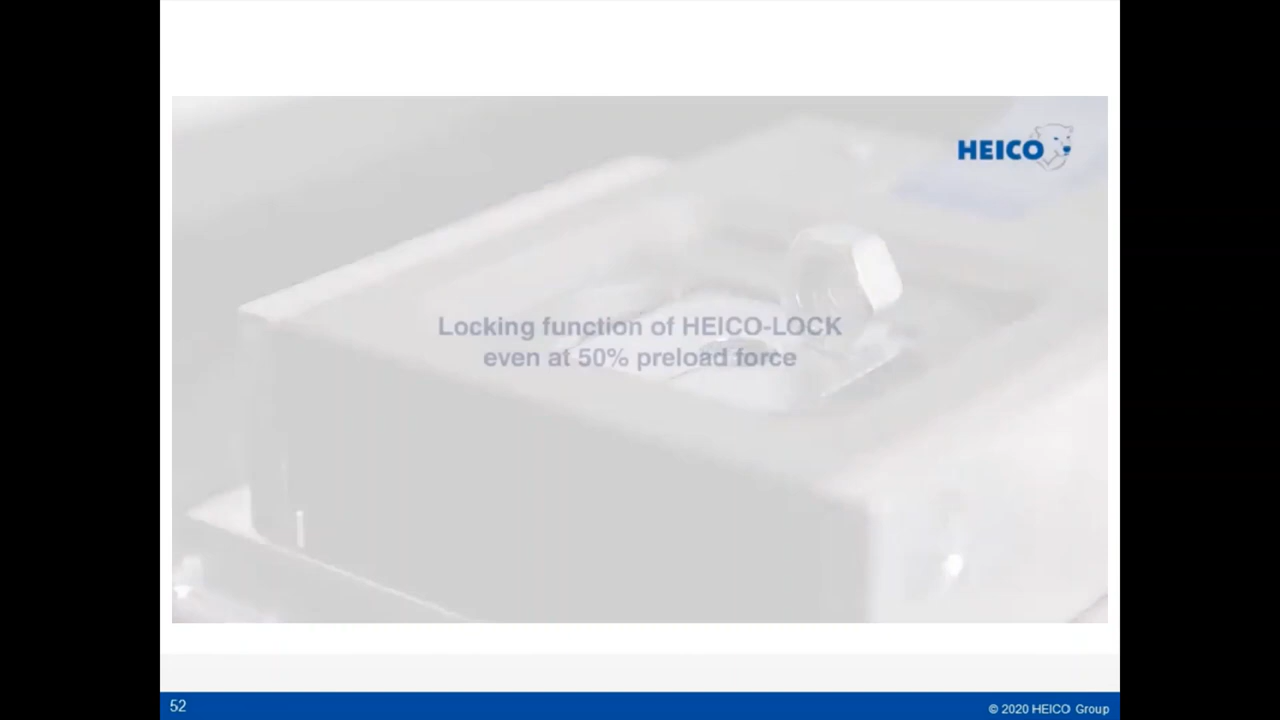 HEICO
Locking function of HEICO-LOCK
even at 50% preload force
52
© 2020 HEICO Group